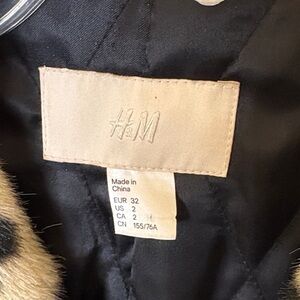 H&M
Made in
China
EUR 32
US 2
CA 2
CN 155/76A